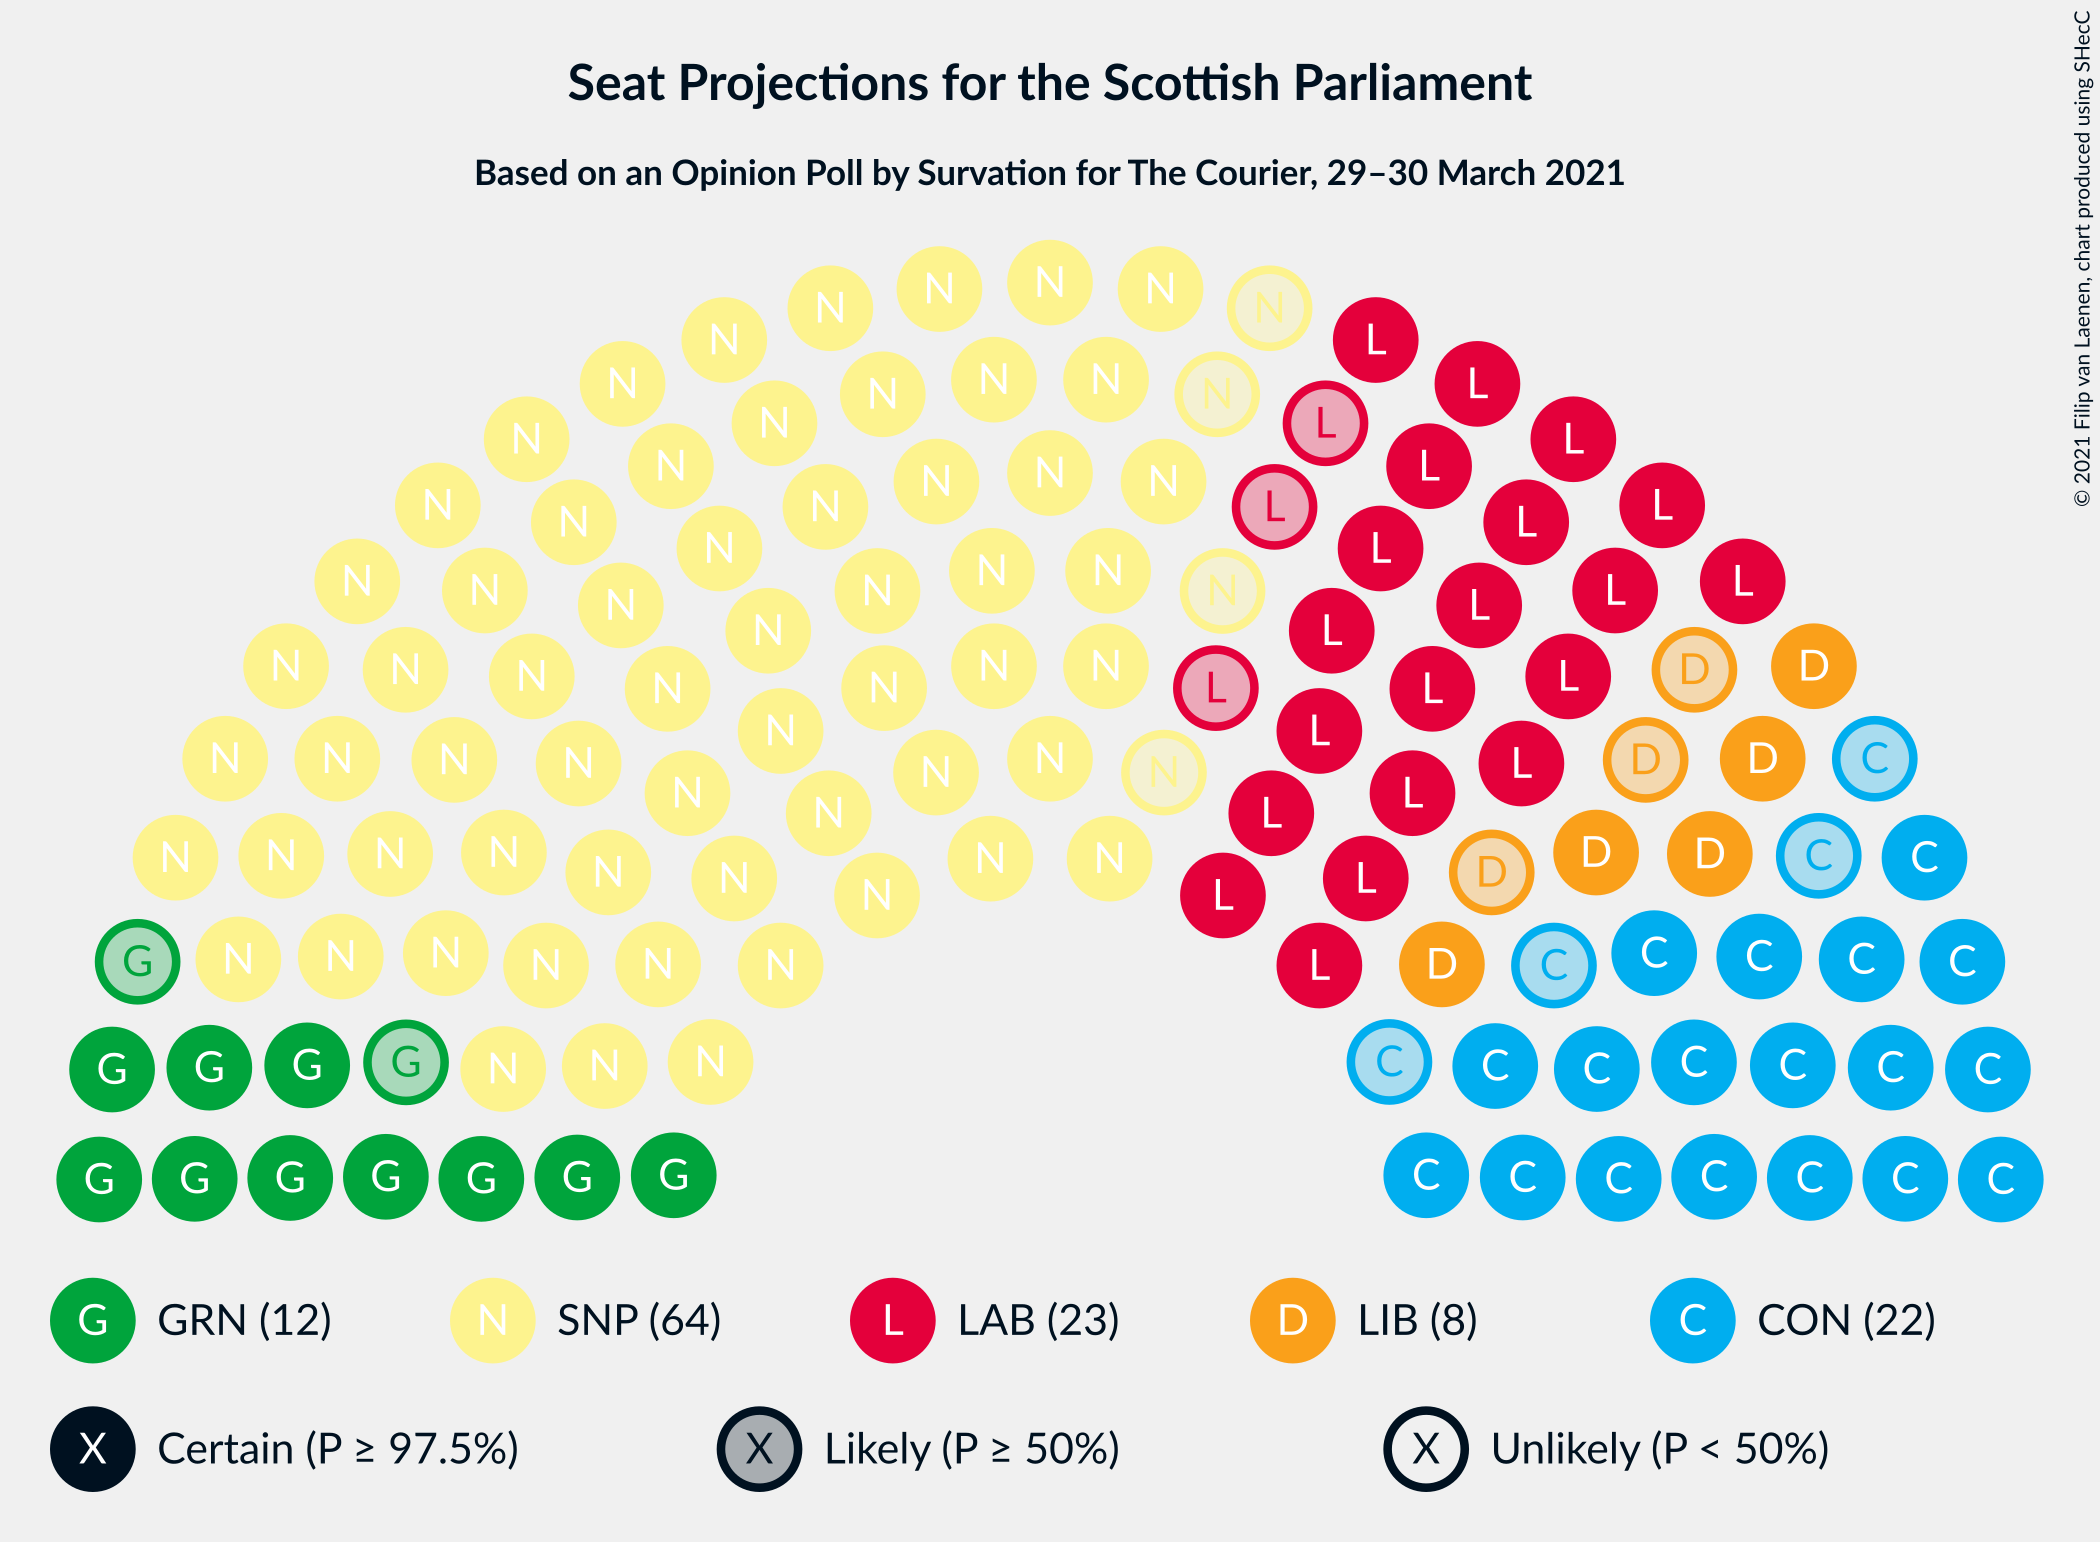 Seat Projections for the Scottish Parliament
Based on an Opinion Poll by Survation for The Courier, 29–30 March 2021
© 2021 Filip van Laenen, chart produced using SHecC
N N N N N
N N L
N L
N N N N N L
N N L L
N L
N N N N L
N L L
N N N L
N N N L
N N N L L
N N N L D D
N N N N L
N N N L
N N N N L D D C
N N N L
N N L
N N N N N D D C C
N N N L D
N L
G N N N C C C C
N N N L D C
G G G G N N N C C C C C C C
G G G G G G G C C C C C C C
G GRN (12) N SNP (64) L LAB (23) D LIB (8) C CON (22)
X Certain (P ≥ 97.5%) X Likely (P ≥ 50%) X Unlikely (P < 50%)